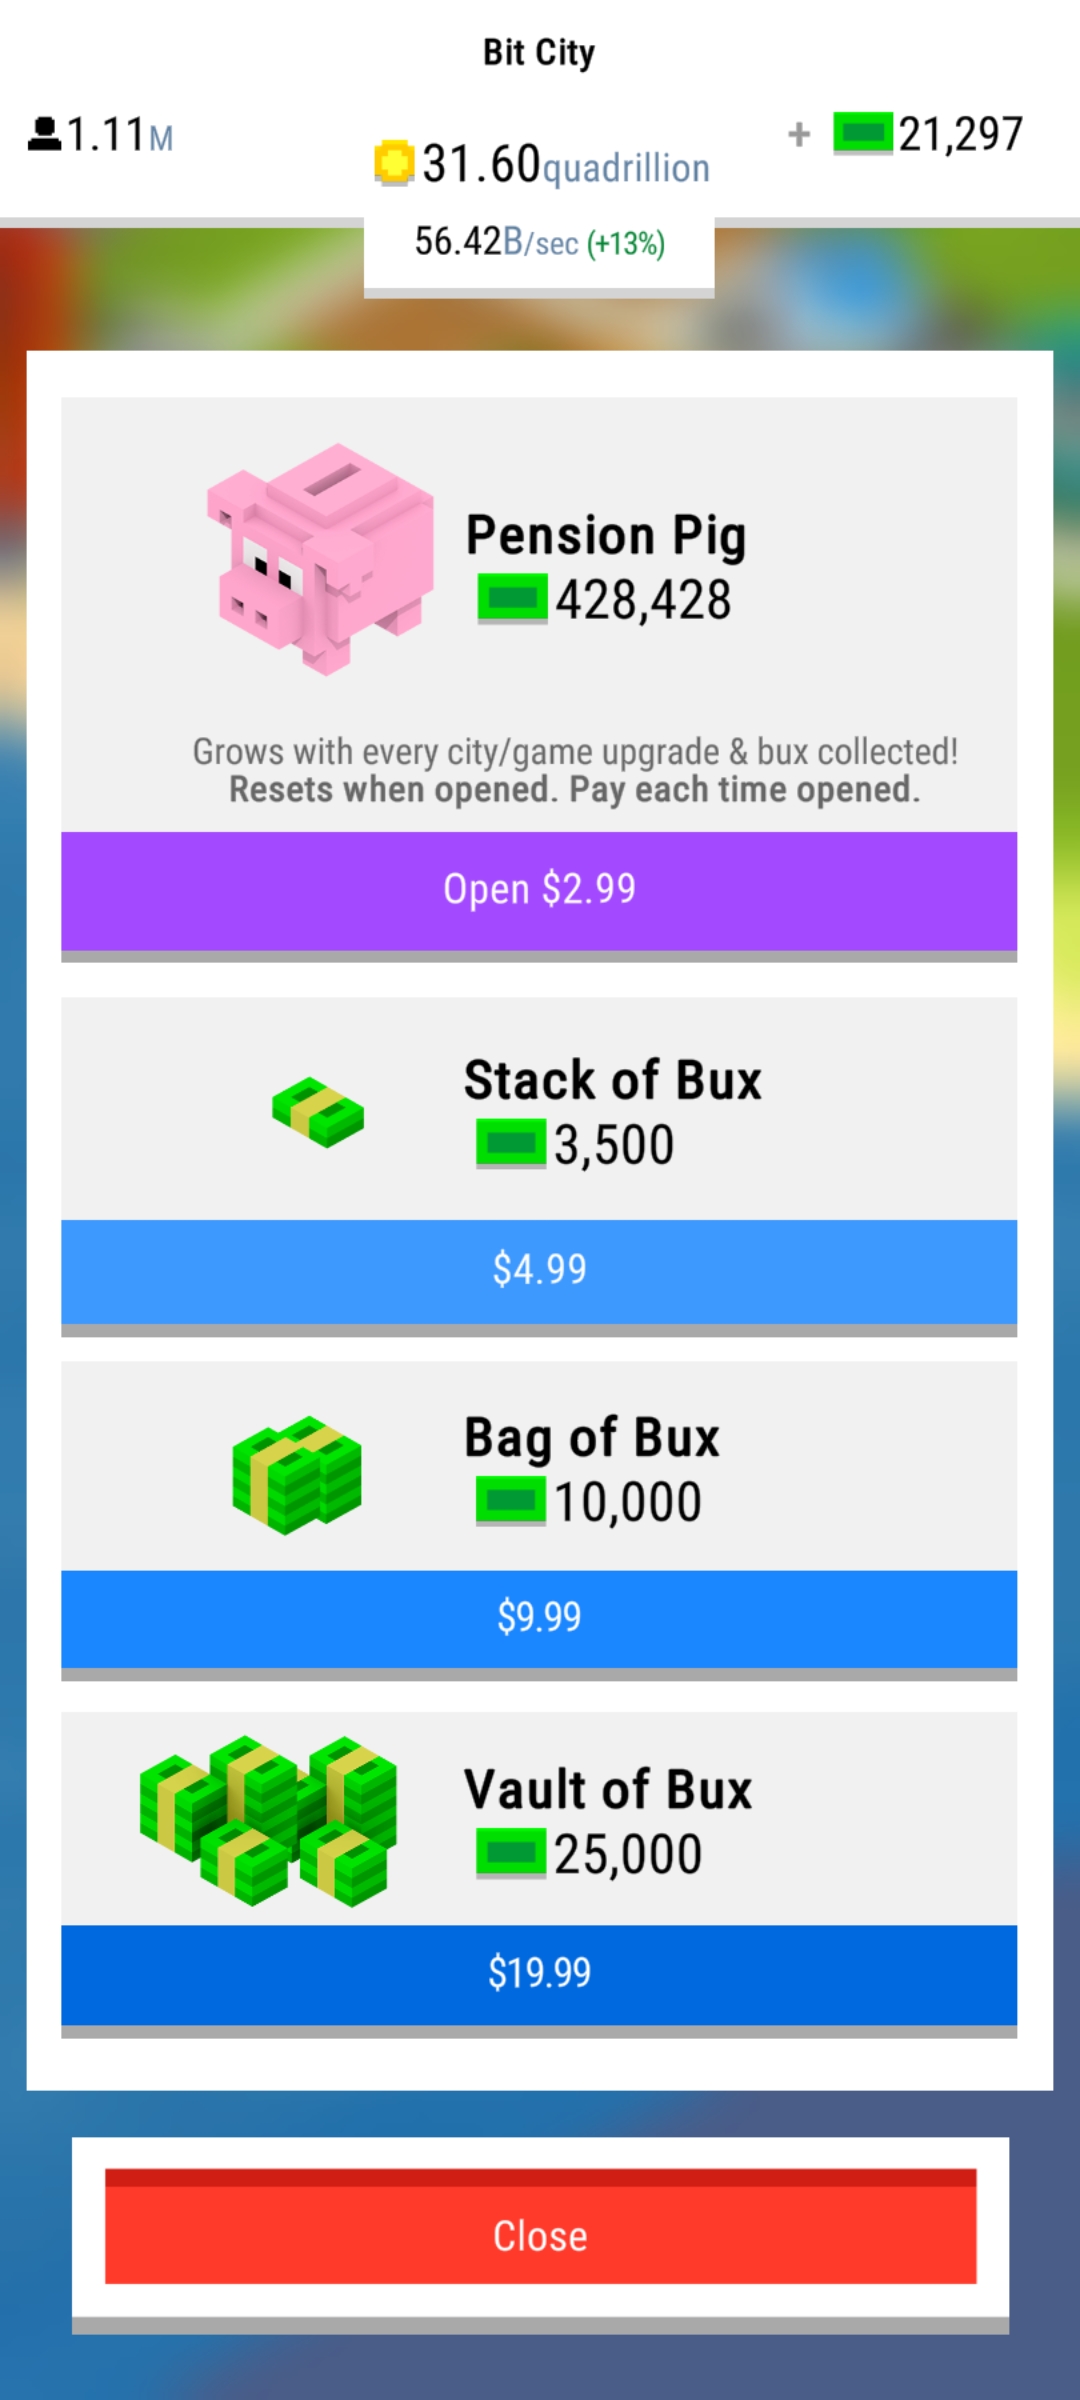 Bit City
1.11M
+ 21,297
31.60quadrillion
56.42B/sec (+13%)
Pension Pig
428,428
Grows with every city/game upgrade & bux collected!
Resets when opened. Pay each time opened.
Open $2.99
Stack of Bux
3,500
$4.99
Bag of Bux
10,000
$9.99
Vault of Bux
25,000
$19.99
Close